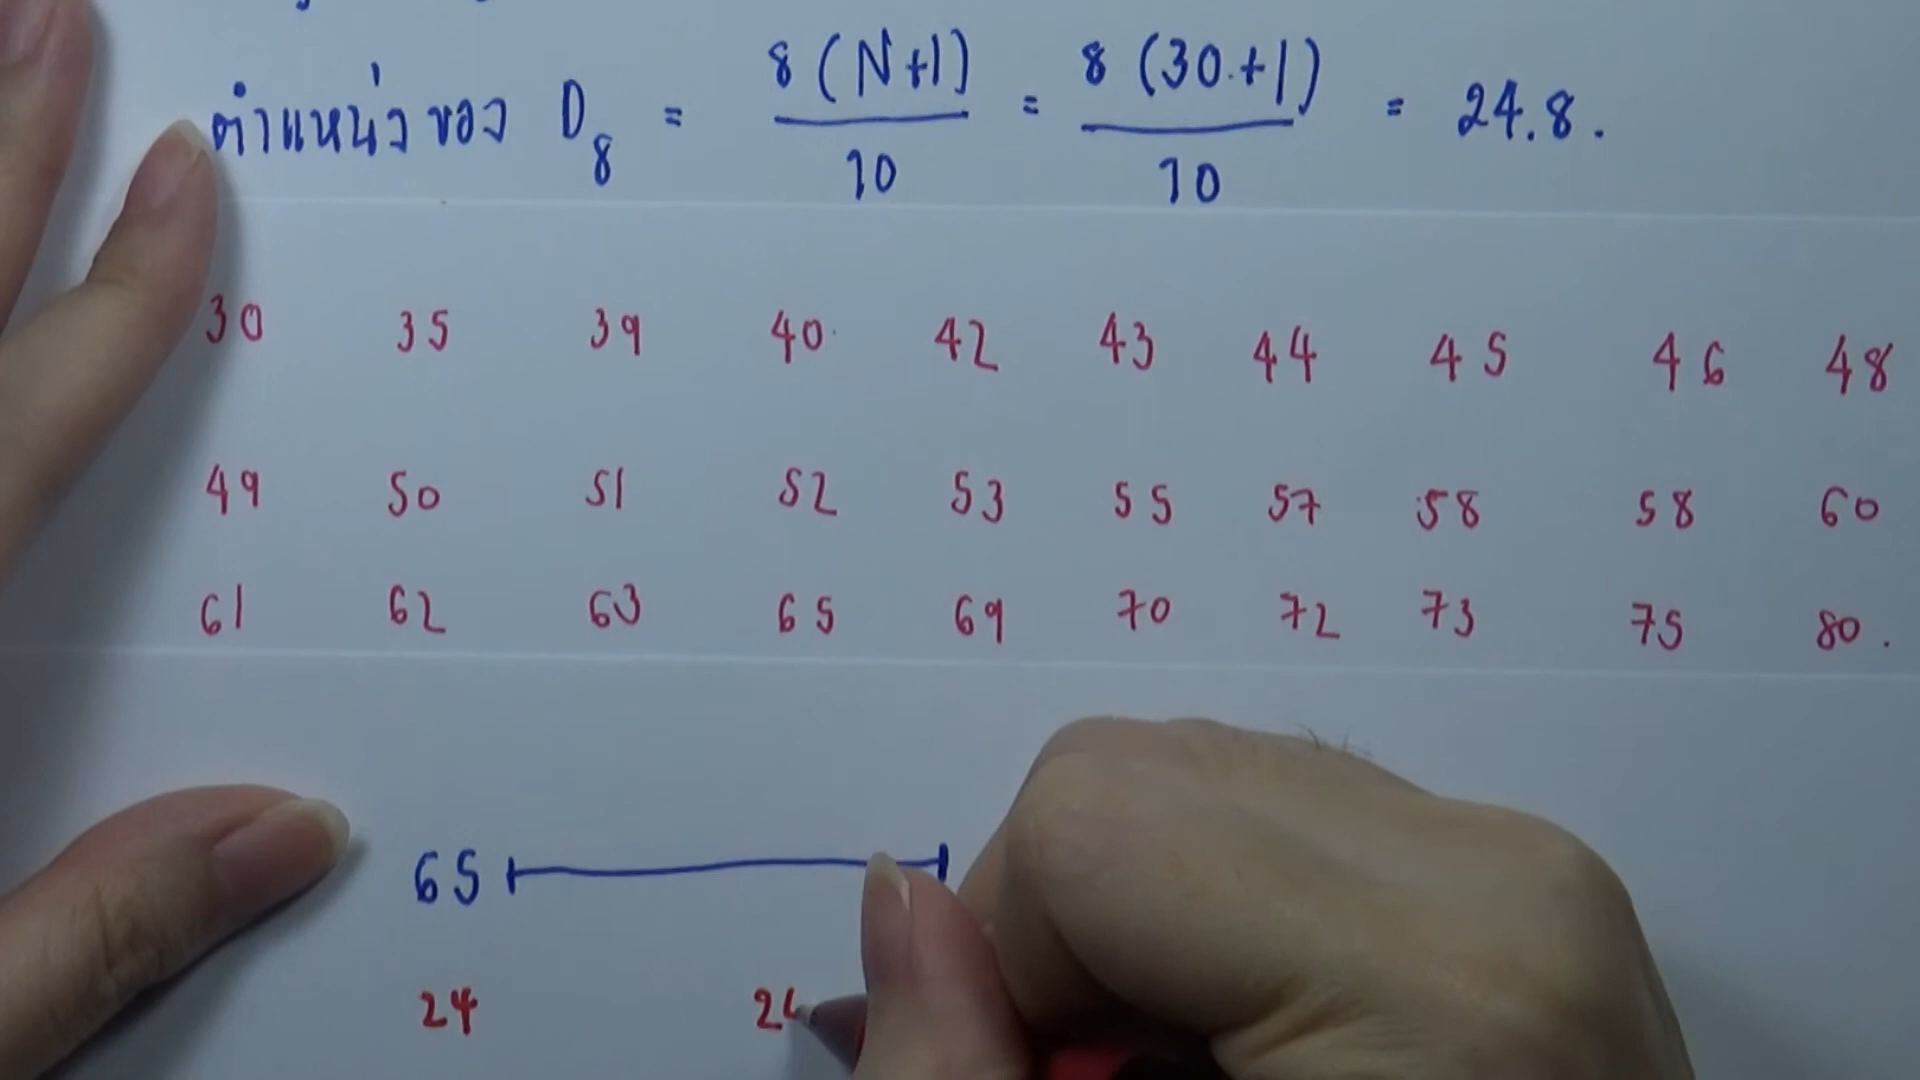 ตำแหน่งของ D₈ = 8(N+1)/10 = 8(30+1)/10 = 24.8.
30 35 39 40 42 43 44 45 46 48
49 50 51 52 53 55 57 58 58 60
61 62 63 65 69 70 72 73 75 80.
65
24 24